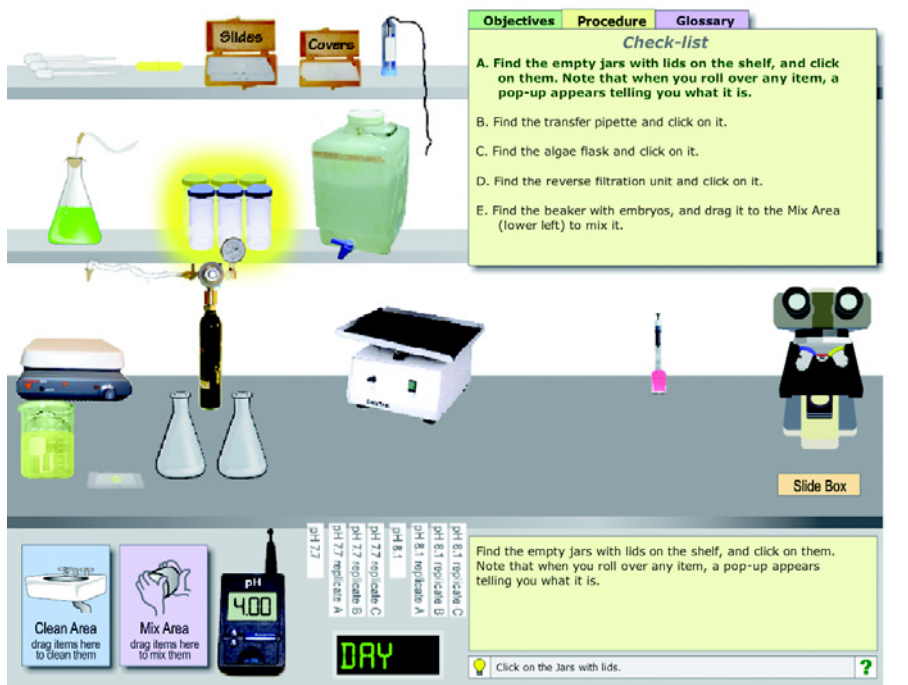 Slides
Covers
Objectives
Procedure
Glossary
Check-list
A. Find the empty jars with lids on the shelf, and click
on them. Note that when you roll over any item, a
pop-up appears telling you what it is.
B. Find the transfer pipette and click on it.
C. Find the algae flask and click on it.
D. Find the reverse filtration unit and click on it.
E. Find the beaker with embryos, and drag it to the Mix Area
(lower left) to mix it.
Slide Box
Clean Area
drag items here
to clean them
Mix Area
drag items here
to mix them
pH
4.00
pH 7.7
pH 7.7 replicate A
pH 7.7 replicate B
pH 7.7 replicate C
pH 8.1
pH 8.1 replicate A
pH 8.1 replicate B
pH 8.1 replicate C
DAY
Find the empty jars with lids on the shelf, and click on them.
Note that when you roll over any item, a pop-up appears
telling you what it is.
Click on the Jars with lids.
?